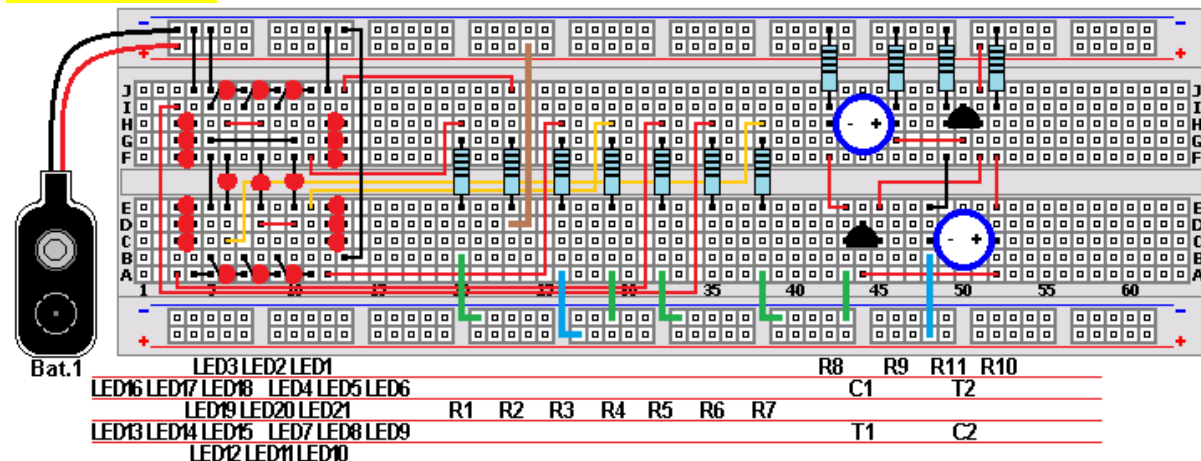 - -
+ +
J J
I I
H H
G G
F F
E E
D D
C C
B B
A A
1 5 10 15 20 25 30 35 40 45 50 55 60
- -
+ +
Bat.1
LED3 LED2 LED1 R8 R9 R11 R10
LED16 LED17 LED18 LED4 LED5 LED6 C1 T2
LED19 LED20 LED21 R1 R2 R3 R4 R5 R6 R7
LED13 LED14 LED15 LED7 LED8 LED9 T1 C2
LED12 LED11 LED10